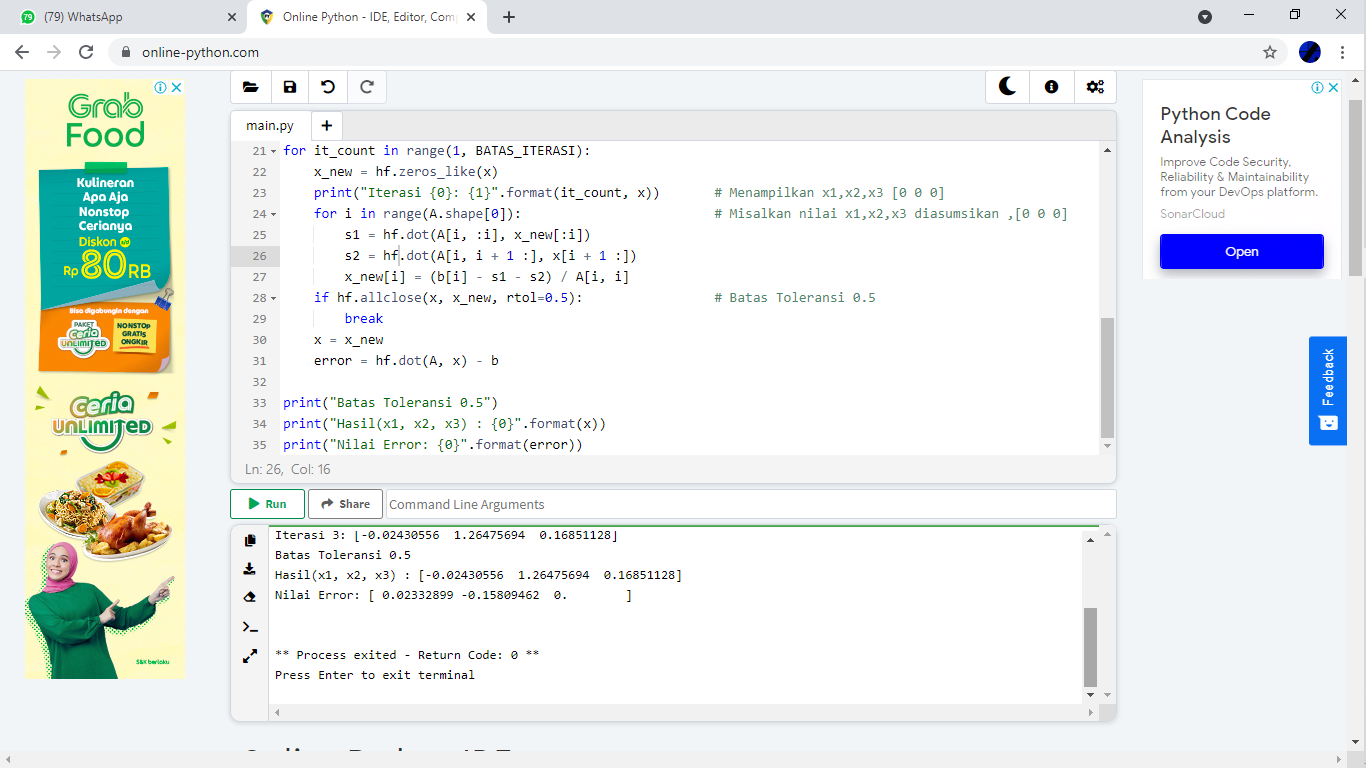 (79) WhatsApp
Online Python - IDE, Editor, Com
online-python.com
Grab
Food
Kulineran
Apa Aja
Nonstop
Cerianya
Diskon
Rp 80 RB
Bisa digabungin dengan
PAKET
Ceria
UNLIMITED
NONSTOP
GRATIS
ONGKIR
Ceria
UNLIMITED
S&K berlaku
main.py
21 for it_count in range(1, BATAS_ITERASI):
22 x_new = hf.zeros_like(x)
23 print("Iterasi {0}: {1}".format(it_count, x)) # Menampilkan x1,x2,x3 [0 0 0]
24 for i in range(A.shape[0]): # Misalkan nilai x1,x2,x3 diasumsikan ,[0 0 0]
25 s1 = hf.dot(A[i, :i], x_new[:i])
26 s2 = hf.dot(A[i, i + 1 :], x[i + 1 :])
27 x_new[i] = (b[i] - s1 - s2) / A[i, i]
28 if hf.allclose(x, x_new, rtol=0.5): # Batas Toleransi 0.5
29 break
30 x = x_new
31 error = hf.dot(A, x) - b
32
33 print("Batas Toleransi 0.5")
34 print("Hasil(x1, x2, x3) : {0}".format(x))
35 print("Nilai Error: {0}".format(error))
Ln: 26, Col: 16
Run
Share
Command Line Arguments
Iterasi 3: [-0.02430556 1.26475694 0.16851128]
Batas Toleransi 0.5
Hasil(x1, x2, x3) : [-0.02430556 1.26475694 0.16851128]
Nilai Error: [ 0.02332899 -0.15809462 0. ]
** Process exited - Return Code: 0 **
Press Enter to exit terminal
Python Code
Analysis
Improve Code Security,
Reliability & Maintainability
from your DevOps platform.
SonarCloud
Open
Feedback